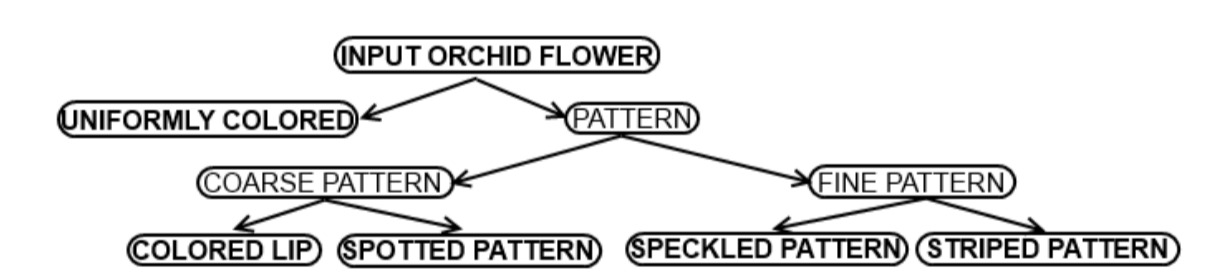 INPUT ORCHID FLOWER
UNIFORMLY COLORED
PATTERN
COARSE PATTERN
FINE PATTERN
COLORED LIP
SPOTTED PATTERN
SPECKLED PATTERN
STRIPED PATTERN